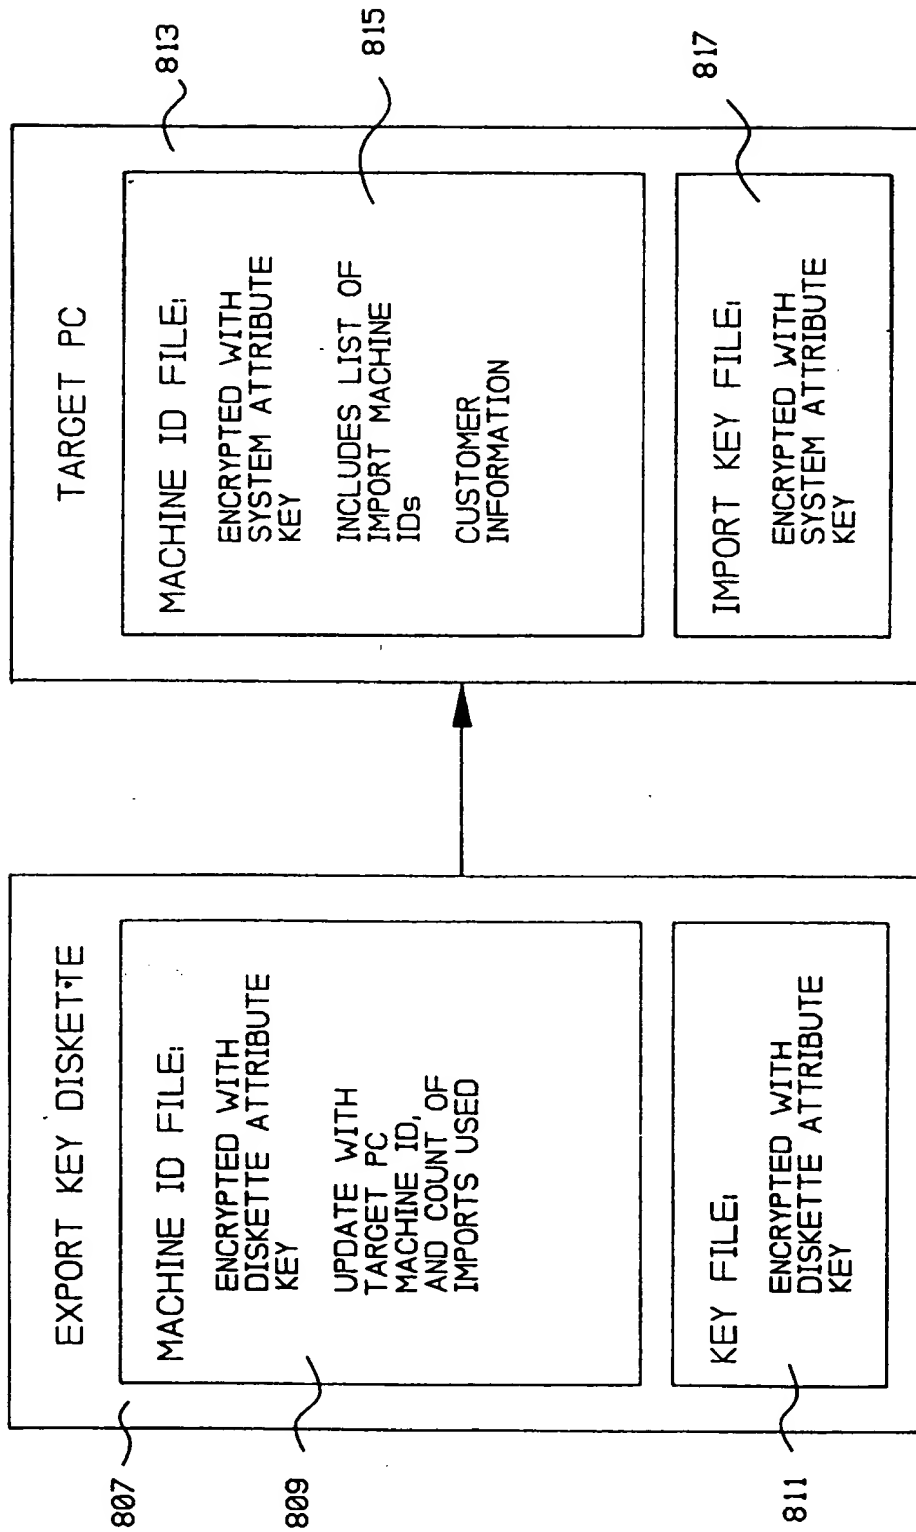 EXPORT KEY DISKETTE
MACHINE ID FILE:
ENCRYPTED WITH
DISKETTE ATTRIBUTE
KEY
UPDATE WITH
TARGET PC
MACHINE ID,
AND COUNT OF
IMPORTS USED
KEY FILE:
ENCRYPTED WITH
DISKETTE ATTRIBUTE
KEY
807
809
811
TARGET PC
MACHINE ID FILE:
ENCRYPTED WITH
SYSTEM ATTRIBUTE
KEY
INCLUDES LIST OF
IMPORT MACHINE
IDs
CUSTOMER
INFORMATION
IMPORT KEY FILE:
ENCRYPTED WITH
SYSTEM ATTRIBUTE
KEY
813
815
817